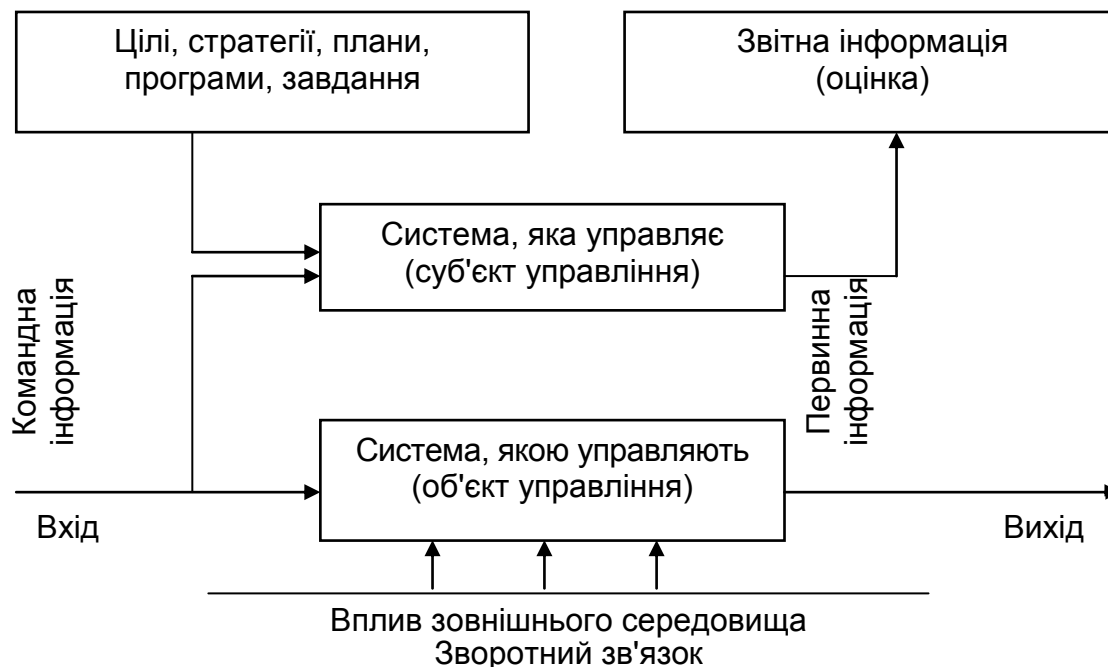 Цілі, стратегії, плани,
програми, завдання
Звітна інформація
(оцінка)
Система, яка управляє
(суб'єкт управління)
Командна
інформація
Первинна
інформація
Система, якою управляють
(об'єкт управління)
Вхід
Вихід
Вплив зовнішнього середовища
Зворотний зв'язок